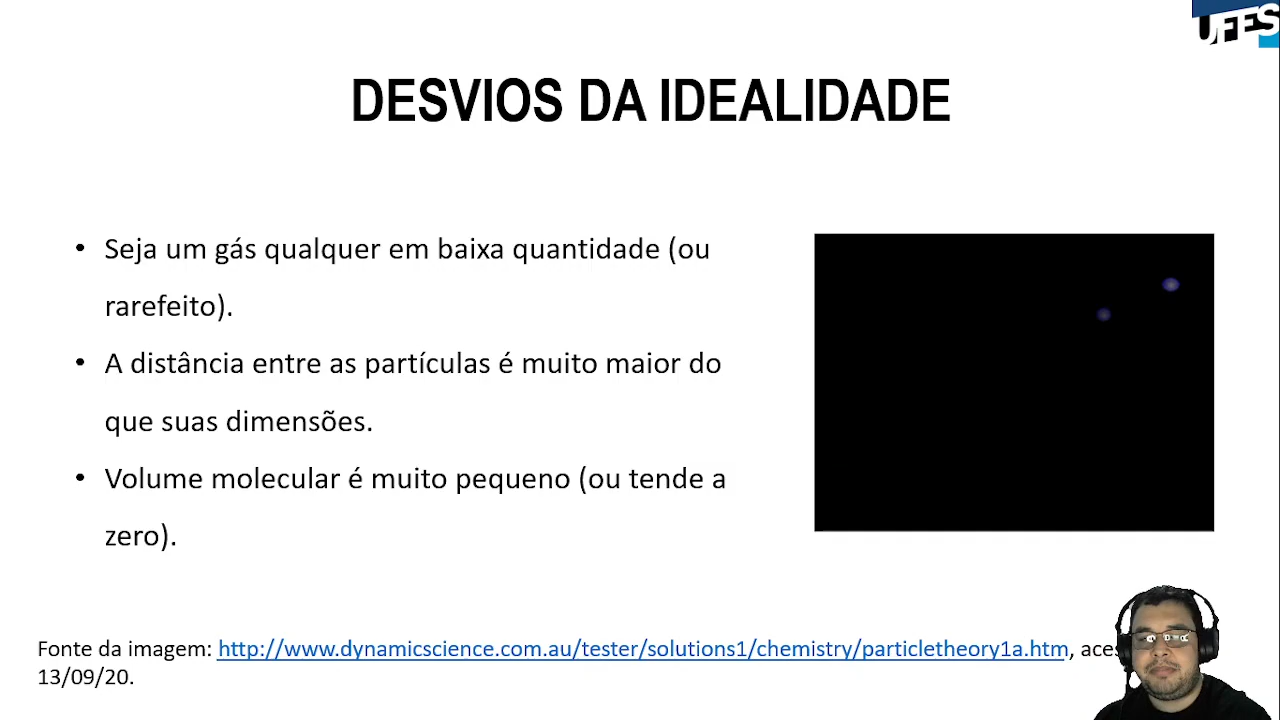 UFES
DESVIOS DA IDEALIDADE
• Seja um gás qualquer em baixa quantidade (ou
rarefeito).
• A distância entre as partículas é muito maior do
que suas dimensões.
• Volume molecular é muito pequeno (ou tende a
zero).
Fonte da imagem: http://www.dynamicscience.com.au/tester/solutions1/chemistry/particletheory1a.htm,
13/09/20.